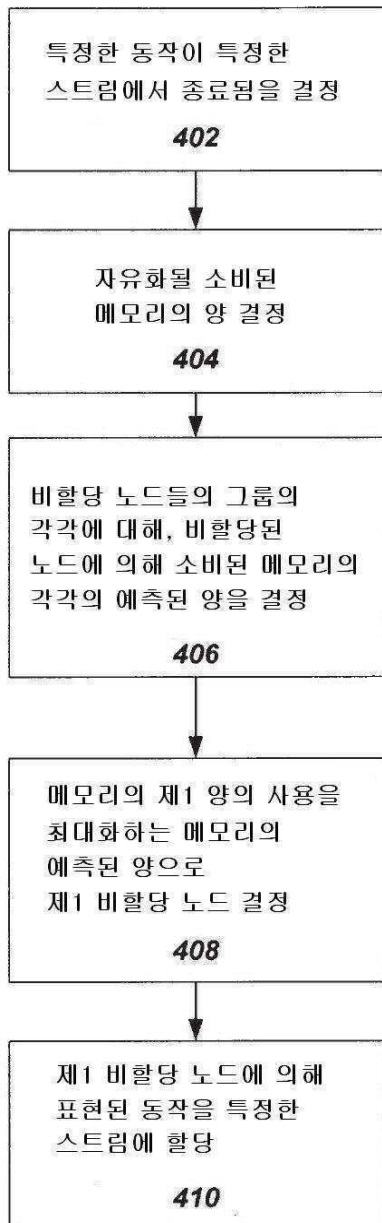 특정한 동작이 특정한
스트림에서 종료됨을 결정
402
자유화될 소비된
메모리의 양 결정
404
비할당 노드들의 그룹의
각각에 대해, 비할당된
노드에 의해 소비된 메모리의
각각의 예측된 양을 결정
406
메모리의 제1 양의 사용을
최대화하는 메모리의
예측된 양으로
제1 비할당 노드 결정
408
제1 비할당 노드에 의해
표현된 동작을 특정한
스트림에 할당
410